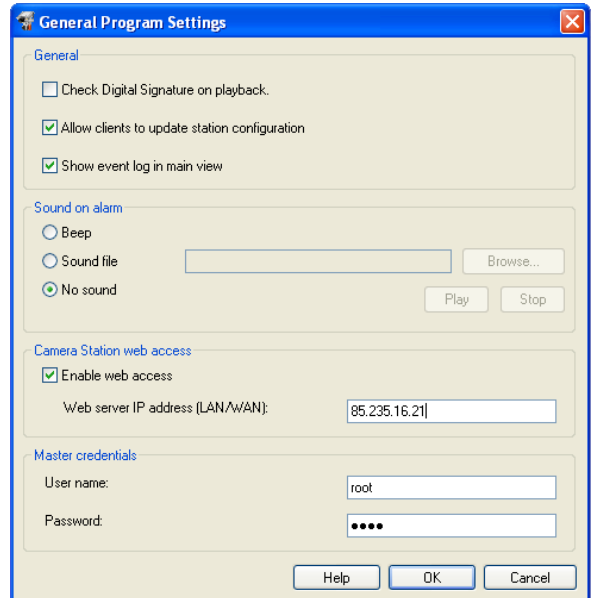 General Program Settings
General
Check Digital Signature on playback.
Allow clients to update station configuration
Show event log in main view
Sound on alarm
Beep
Sound file
Browse...
No sound
Play Stop
Camera Station web access
Enable web access
Web server IP address (LAN/WAN): 85.235.16.21
Master credentials
User name: root
Password: ●●●●
Help OK Cancel